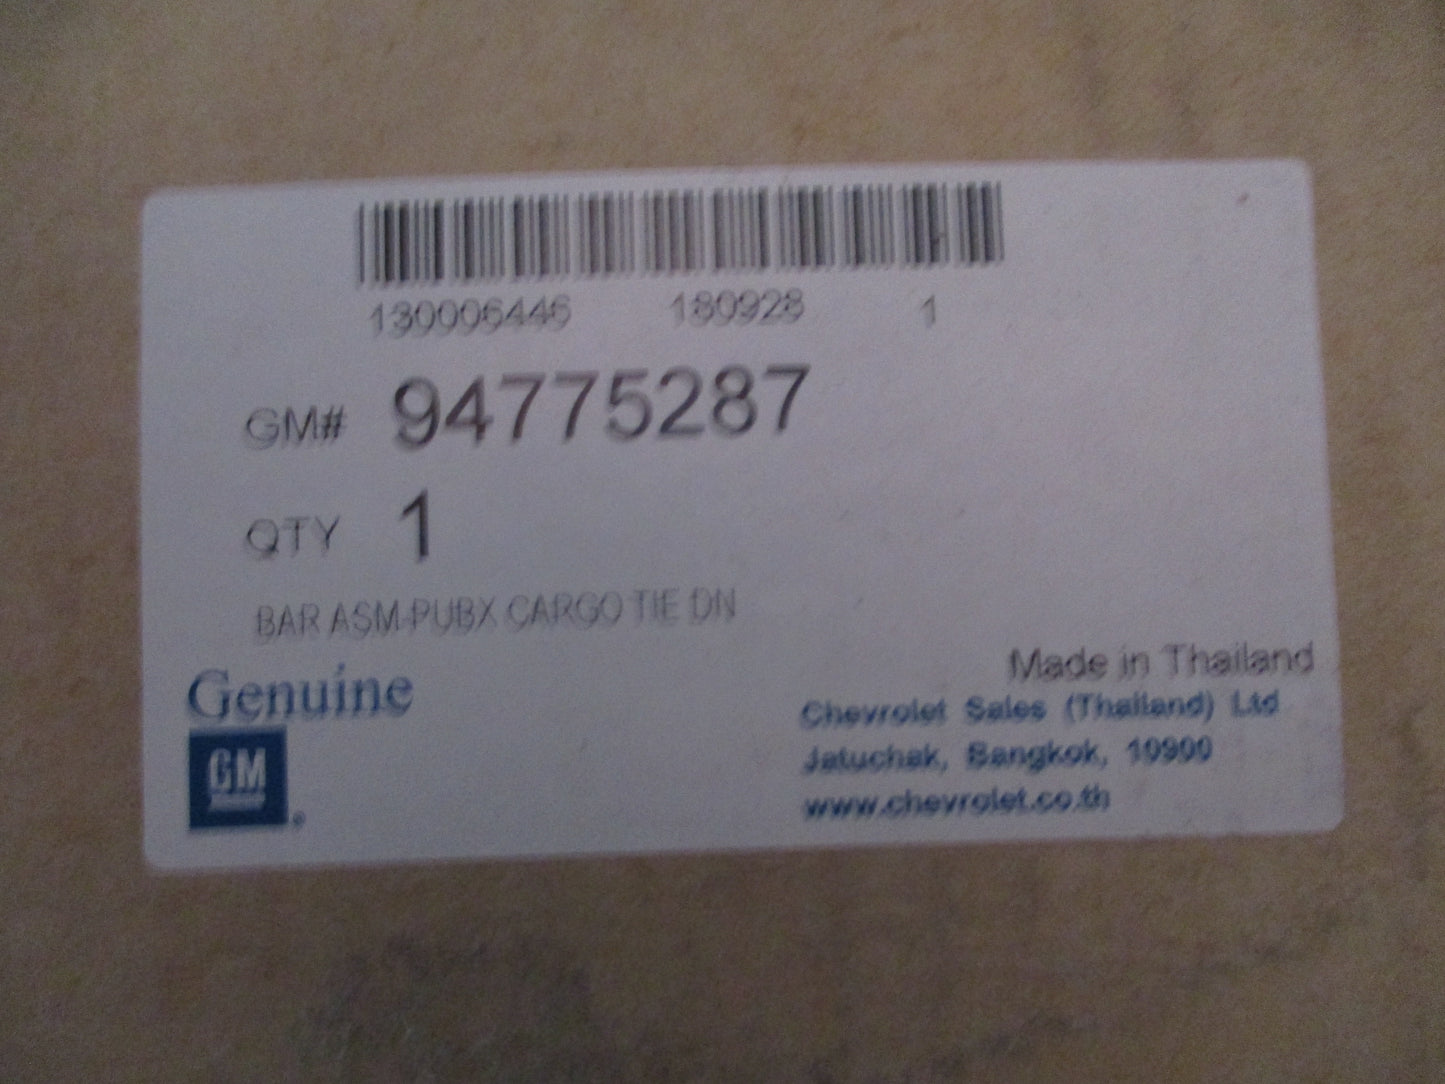 130006446 180928 1
GM# 94775287
QTY 1
BAR ASM-PUBX CARGO TIE DN
Made in Thailand
Genuine
GM
Chevrolet Sales (Thailand) Ltd
Jatuchak, Bangkok, 10900
www.chevrolet.co.th